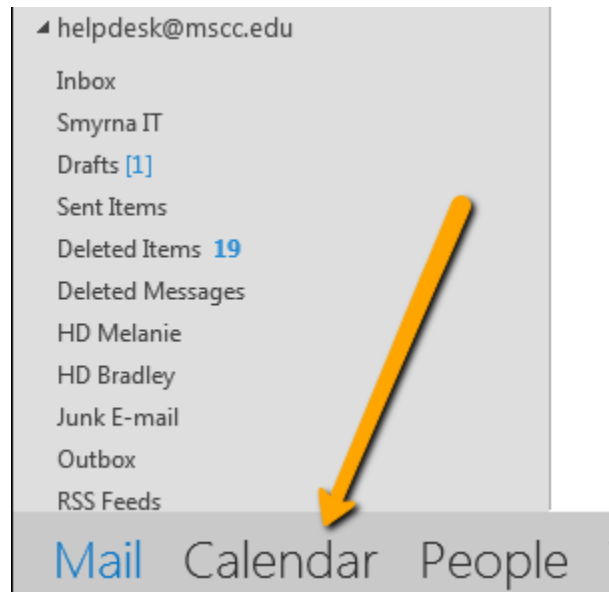 helpdesk@mscc.edu
Inbox
Smyrna IT
Drafts [1]
Sent Items
Deleted Items 19
Deleted Messages
HD Melanie
HD Bradley
Junk E-mail
Outbox
RSS Feeds
Mail Calendar People